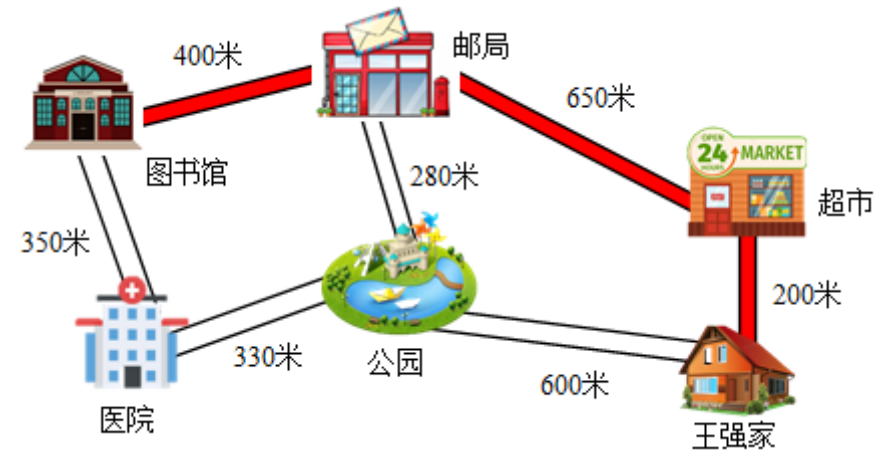 400米
邮局
650米
OPEN
24
HOURS
MARKET
图书馆
280米
超市
350米
200米
330米
公园
600米
医院
王强家